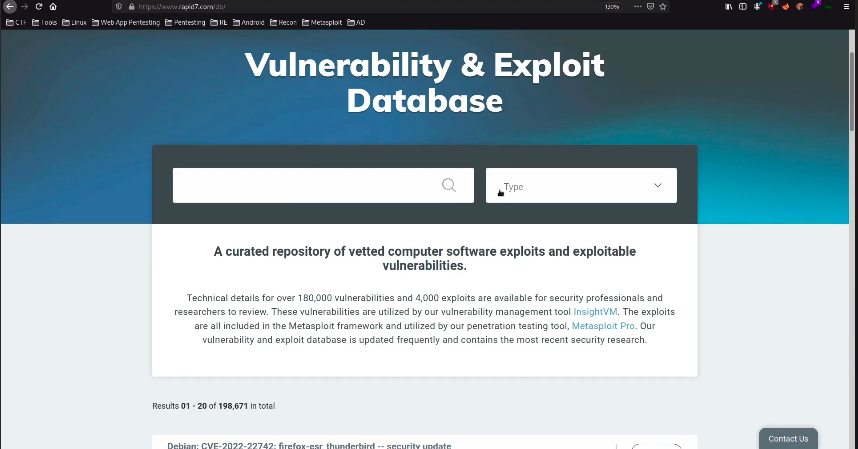 https://www.rapid7.com/db/
130%
CTF Tools Linux Web App Pentesting Pentesting RE Android Recon Metasploit AD
Vulnerability & Exploit
Database
Type
A curated repository of vetted computer software exploits and exploitable
vulnerabilities.
Technical details for over 180,000 vulnerabilities and 4,000 exploits are available for security professionals and
researchers to review. These vulnerabilities are utilized by our vulnerability management tool InsightVM. The exploits
are all included in the Metasploit framework and utilized by our penetration testing tool, Metasploit Pro. Our
vulnerability and exploit database is updated frequently and contains the most recent security research.
Results 01 - 20 of 198,671 in total
Contact Us
Debian: CVE-2022-22742: firefox-esr, thunderbird -- security update